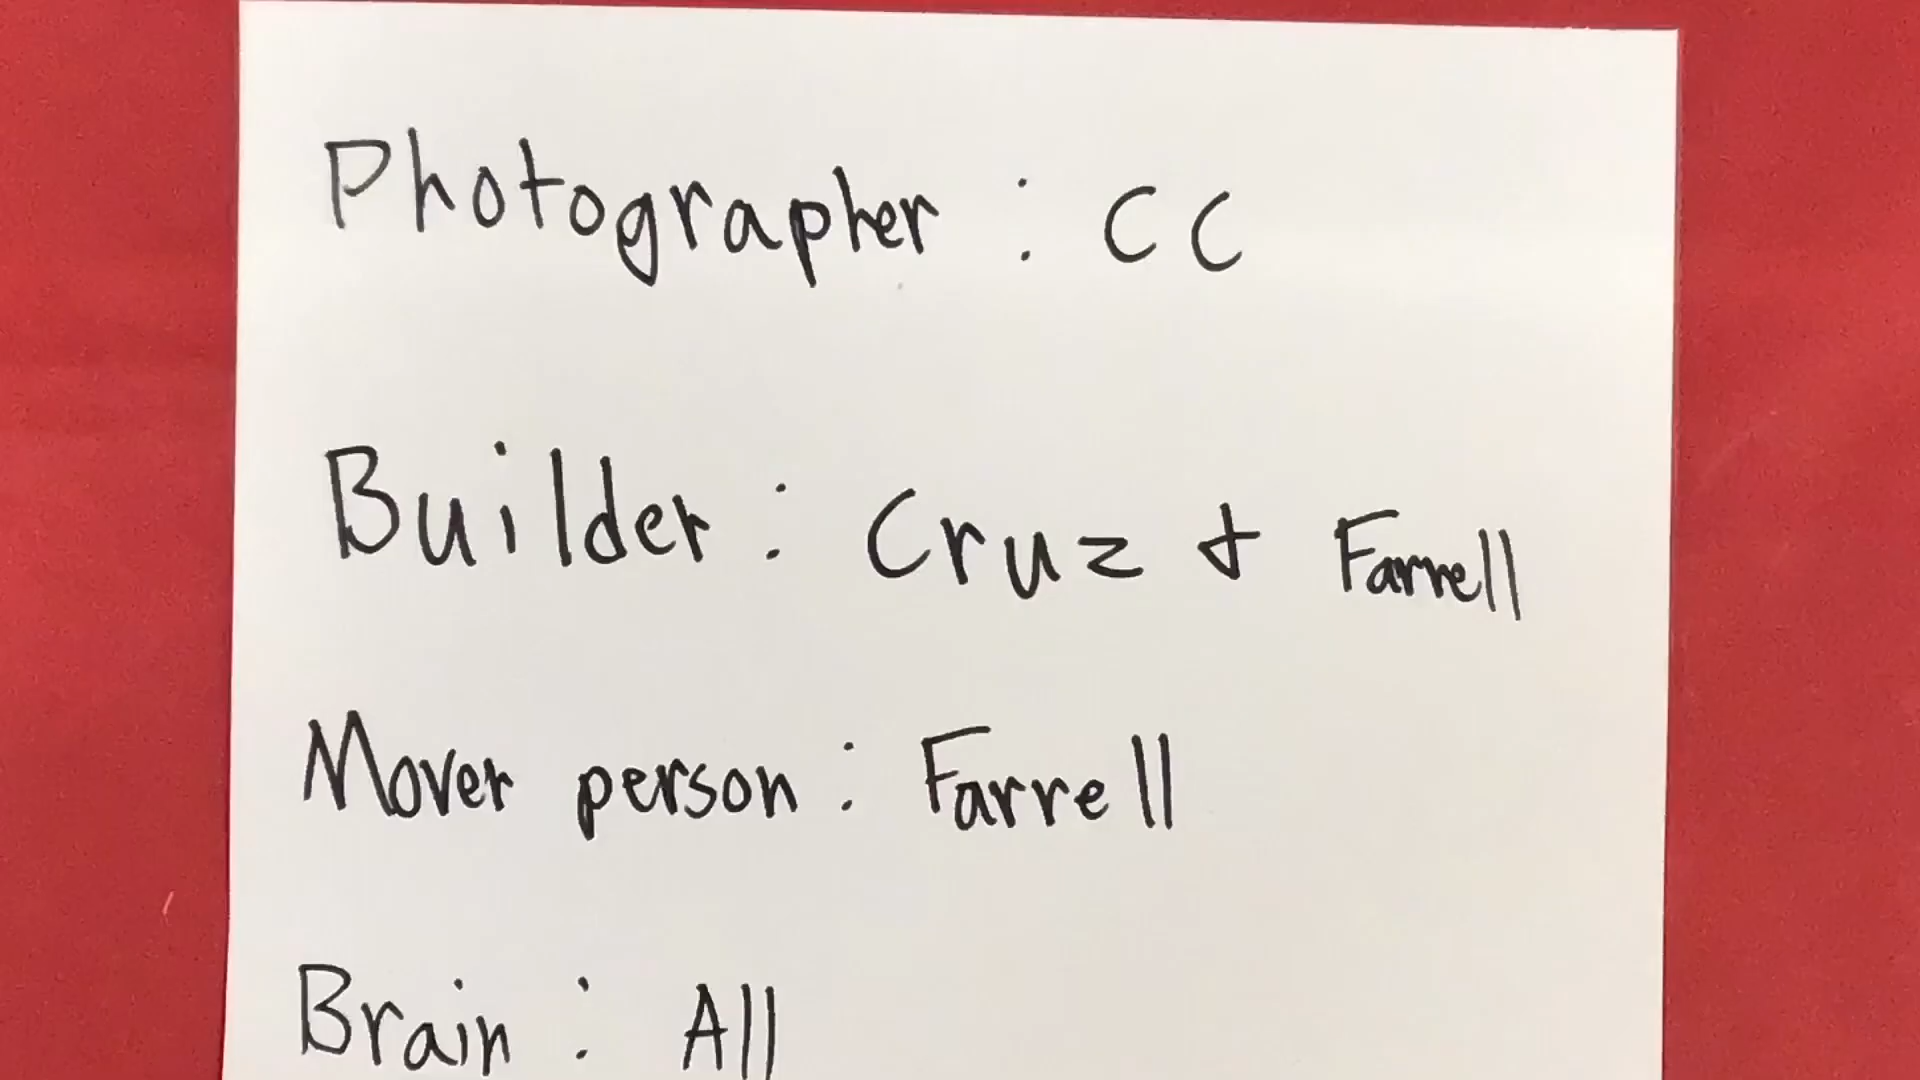 Photographer : CC
Builder : Cruz & Farrell
Mover person : Farrell
Brain : All